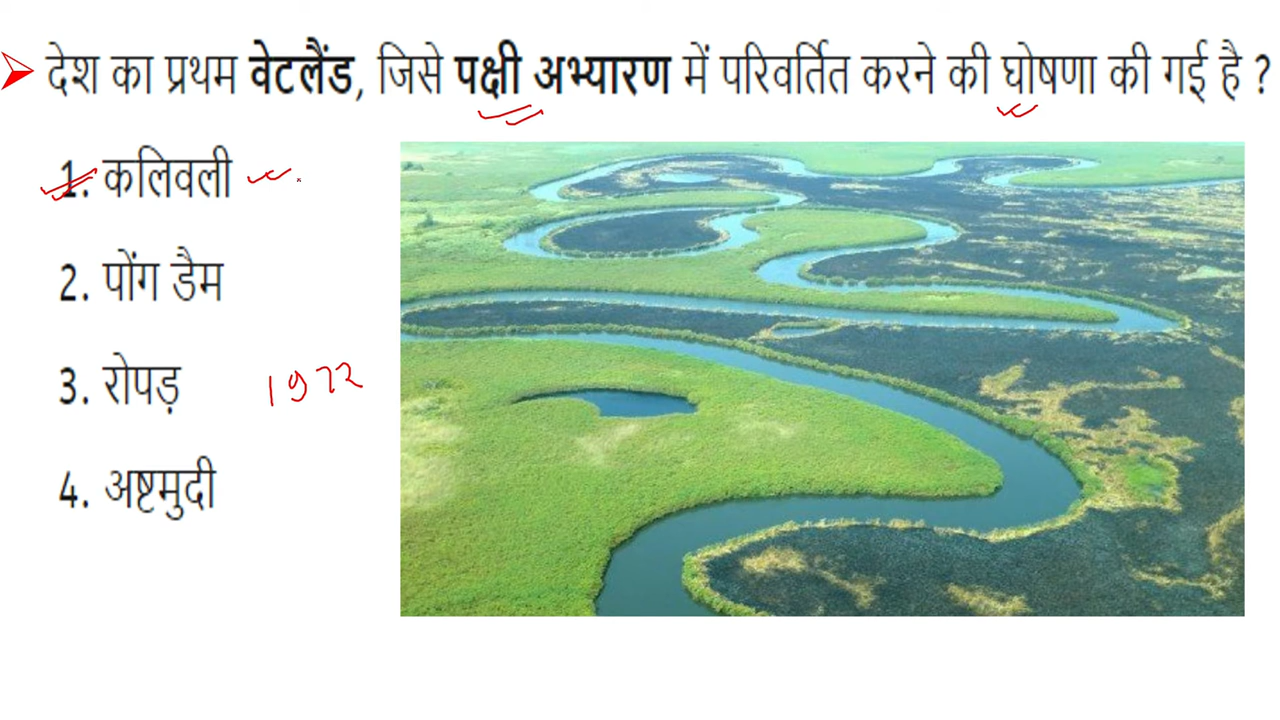 देश का प्रथम वेटलैंड, जिसे पक्षी अभ्यारण में परिवर्तित करने की घोषणा की गई है ?
1. कलिवली
2. पोंग डैम
3. रोपड़ 1972
4. अष्टमुदी